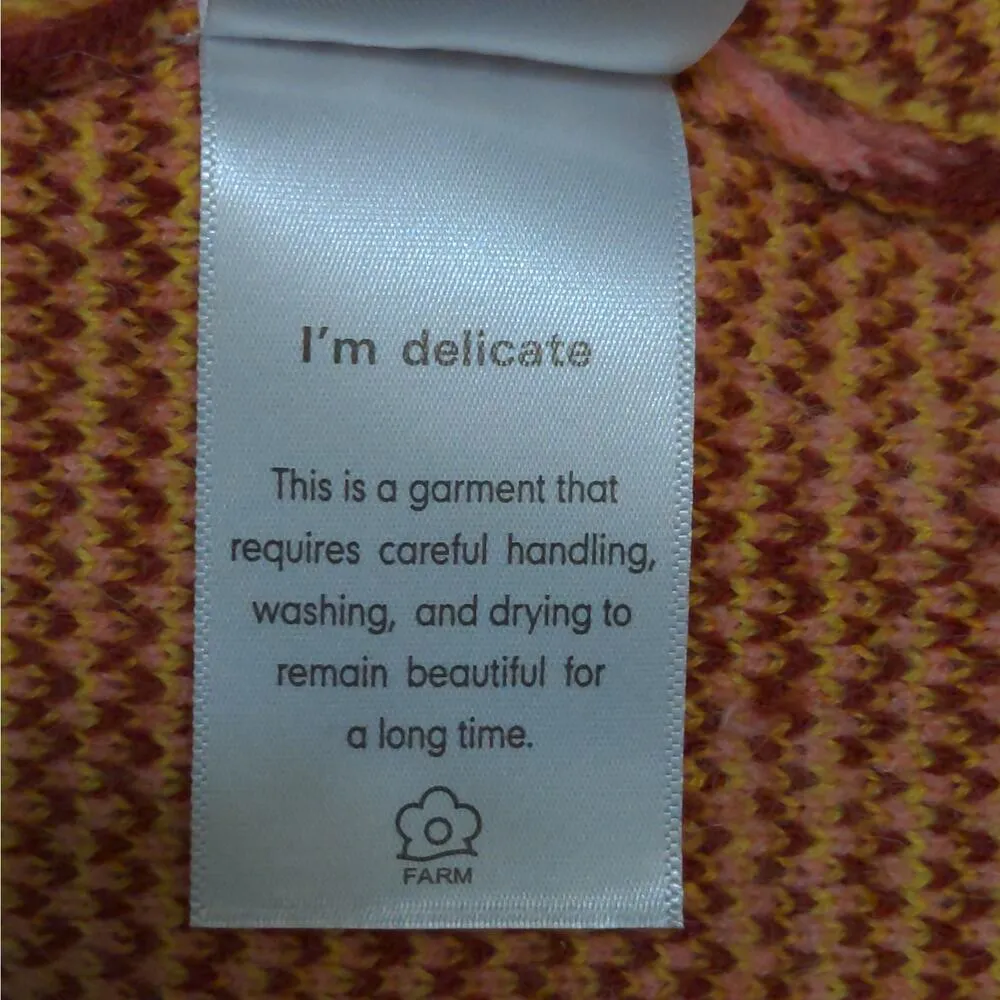 I'm delicate
This is a garment that
requires careful handling,
washing, and drying to
remain beautiful for
a long time.
FARM